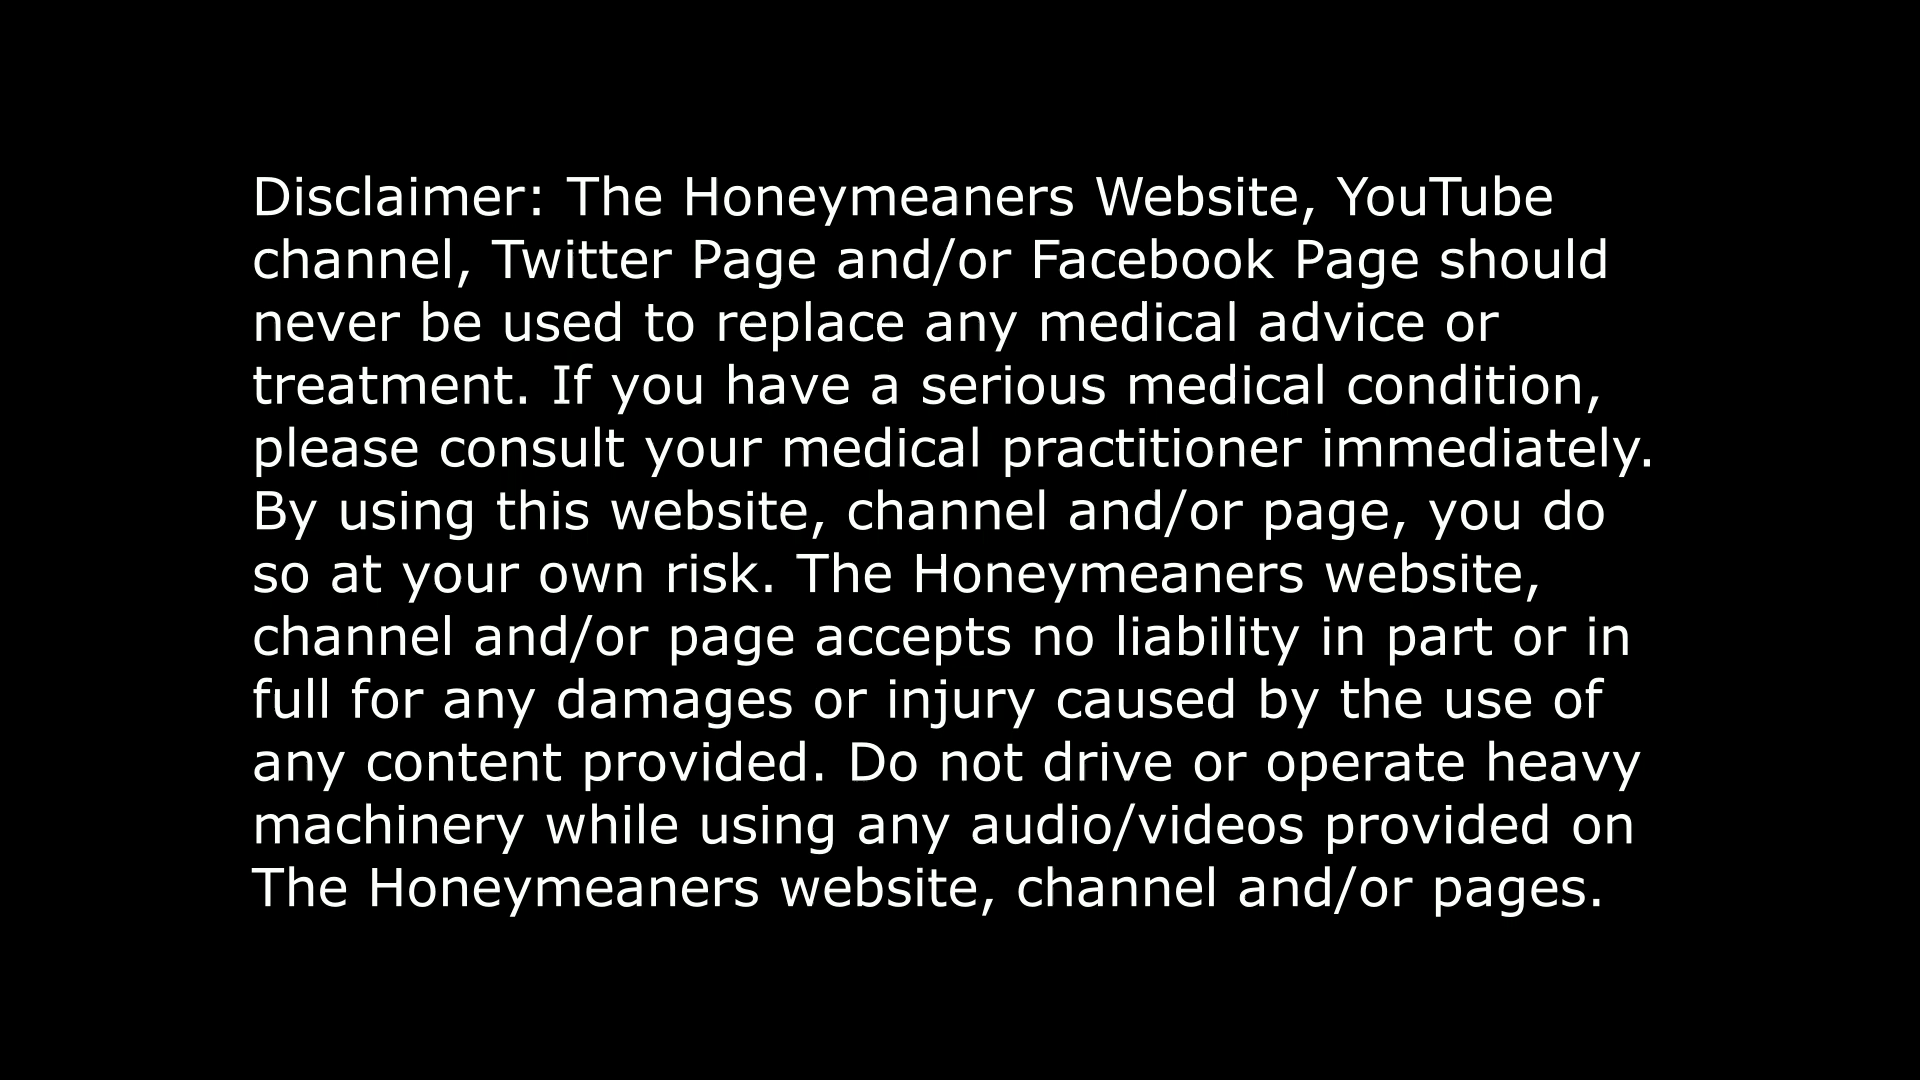 Disclaimer: The Honeymeaners Website, YouTube
channel, Twitter Page and/or Facebook Page should
never be used to replace any medical advice or
treatment. If you have a serious medical condition,
please consult your medical practitioner immediately.
By using this website, channel and/or page, you do
so at your own risk. The Honeymeaners website,
channel and/or page accepts no liability in part or in
full for any damages or injury caused by the use of
any content provided. Do not drive or operate heavy
machinery while using any audio/videos provided on
The Honeymeaners website, channel and/or pages.